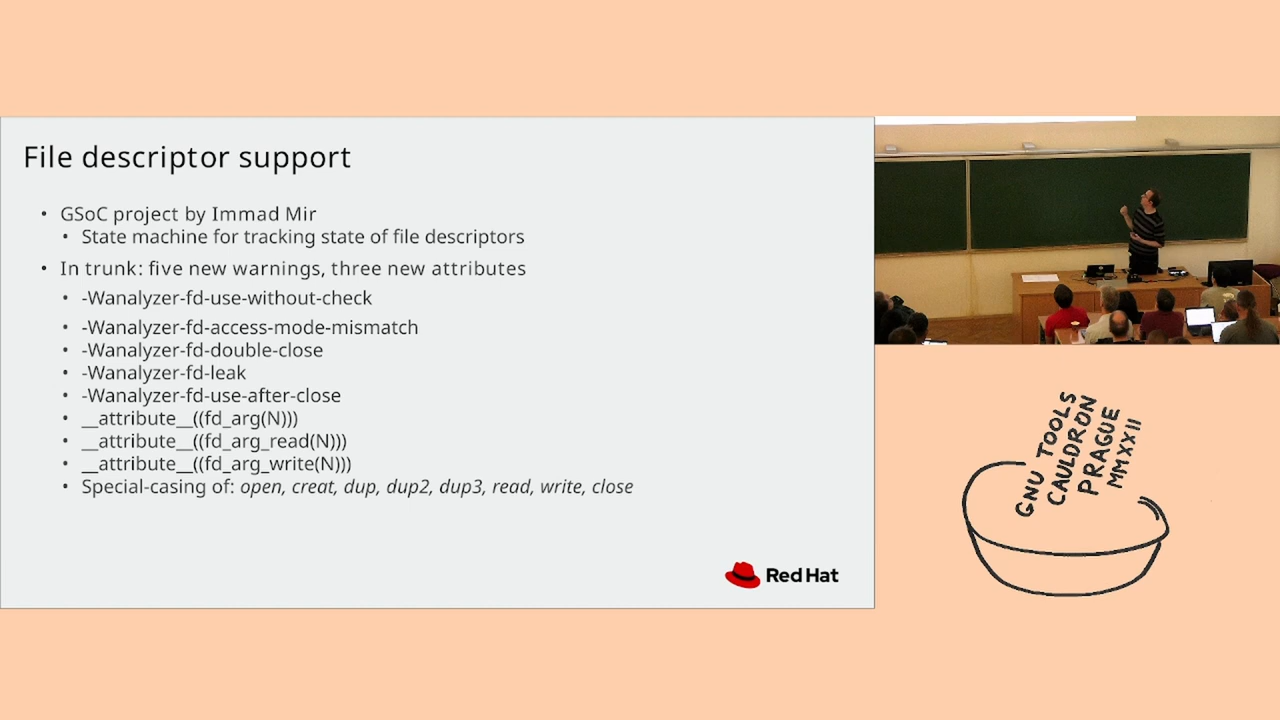 File descriptor support
• GSoC project by Immad Mir
• State machine for tracking state of file descriptors
• In trunk: five new warnings, three new attributes
• -Wanalyzer-fd-use-without-check
• -Wanalyzer-fd-access-mode-mismatch
• -Wanalyzer-fd-double-close
• -Wanalyzer-fd-leak
• -Wanalyzer-fd-use-after-close
• __attribute__((fd_arg(N)))
• __attribute__((fd_arg_read(N)))
• __attribute__((fd_arg_write(N)))
• Special-casing of: open, creat, dup, dup2, dup3, read, write, close
Red Hat
GNU TOOLS
CAULDRON
PRAGUE
MMXXII